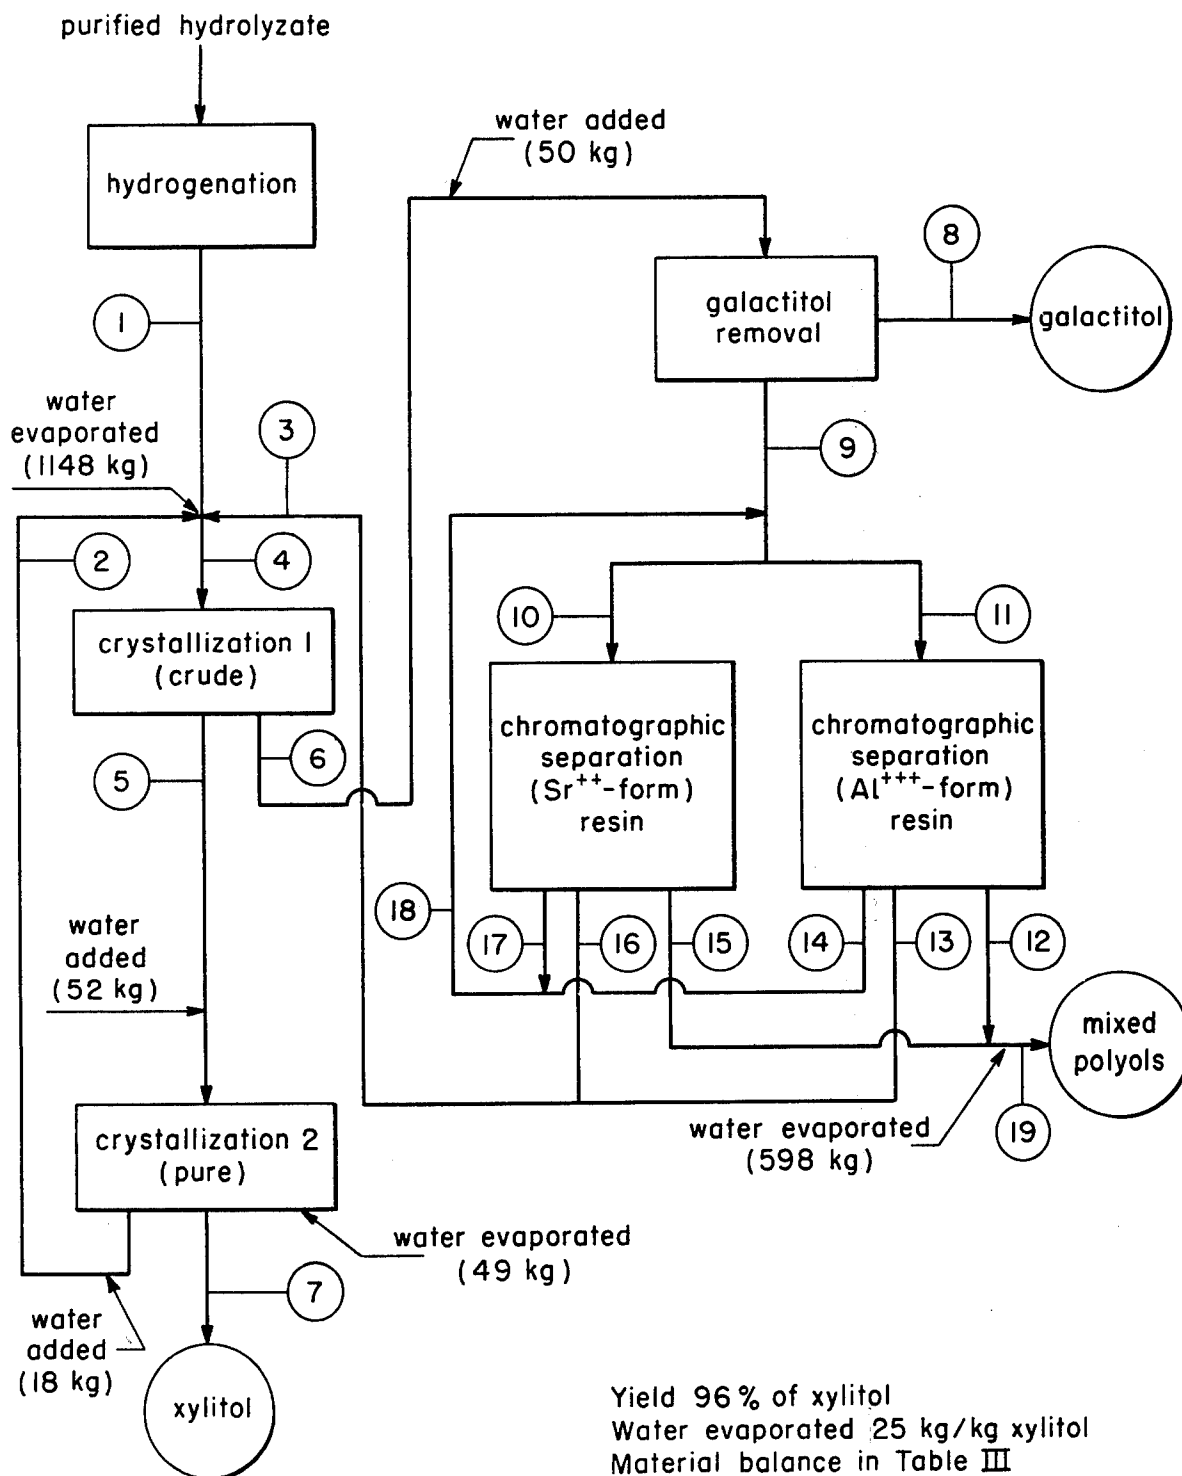 purified hydrolyzate
hydrogenation
1
water
evaporated
(1148 kg)
3
2
4
crystallization 1
(crude)
5
6
water
added
(52 kg)
crystallization 2
(pure)
water evaporated
(49 kg)
7
water
added
(18 kg)
xylitol
water added
(50 kg)
galactitol
removal
8
galactitol
9
10
11
chromatographic
separation
(Sr++-form)
resin
chromatographic
separation
(Al+++-form)
resin
18
17
16
15
14
13
12
mixed
polyols
water evaporated
(598 kg)
19
Yield 96% of xylitol
Water evaporated 25 kg/kg xylitol
Material balance in Table III